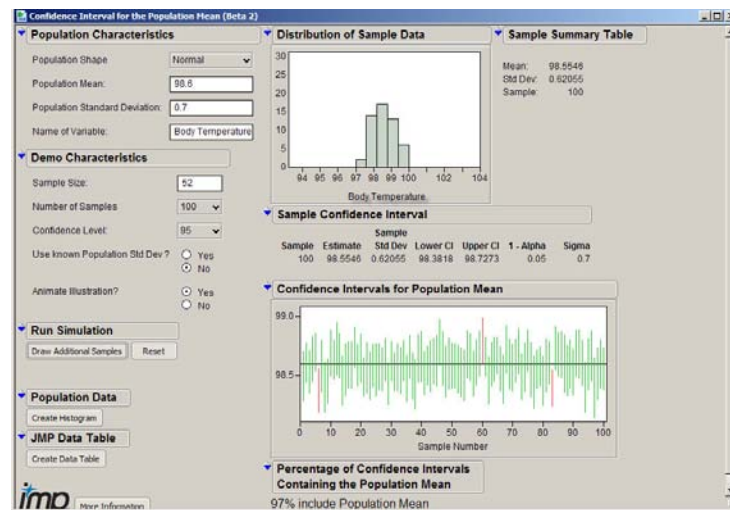 Confidence Interval for the Population Mean (Beta 2)
Population Characteristics
Population Shape Normal
Population Mean: 98.6
Population Standard Deviation: 0.7
Name of Variable: Body Temperature
Demo Characteristics
Sample Size: 52
Number of Samples 100
Confidence Level: 95
Use known Population Std Dev? Yes
No
Animate Illustration? Yes
No
Run Simulation
Draw Additional Samples Reset
Population Data
Create Histogram
JMP Data Table
Create Data Table
jmp More Information
Distribution of Sample Data
30
25
20
15
10
5
0
94 95 96 97 98 99 100 102 104
Body Temperature
Sample Summary Table
Mean: 98.5546
Std Dev: 0.62055
Sample: 100
Sample Confidence Interval
Sample
Sample Estimate Std Dev Lower CI Upper CI 1 - Alpha Sigma
100 98.5546 0.62055 98.3818 98.7273 0.05 0.7
Confidence Intervals for Population Mean
99.0
98.5
0 10 20 30 40 50 60 70 80 90 100
Sample Number
Percentage of Confidence Intervals
Containing the Population Mean
97% include Population Mean